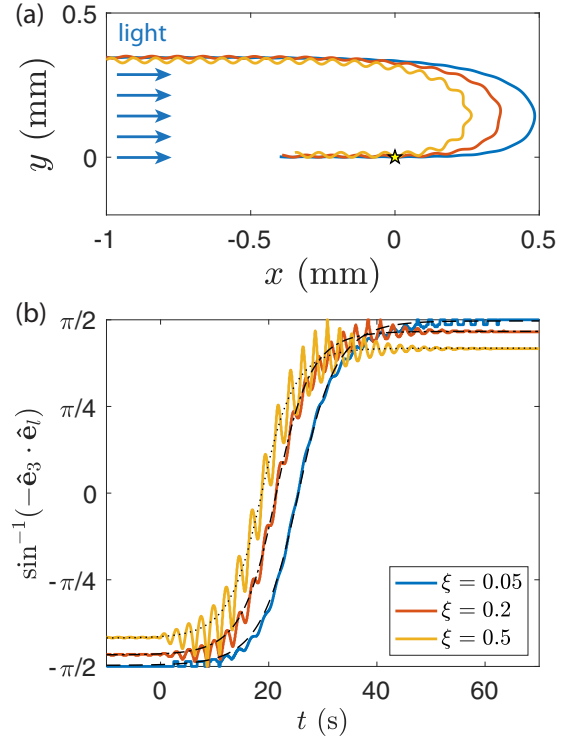 (a)
light
0.5
0
y (mm)
-1
-0.5
0
0.5
x (mm)
(b)
π/2
π/4
0
-π/4
-π/2
sin⁻¹(-ê₃ · êₗ)
ξ = 0.05
ξ = 0.2
ξ = 0.5
0
20
40
60
t (s)